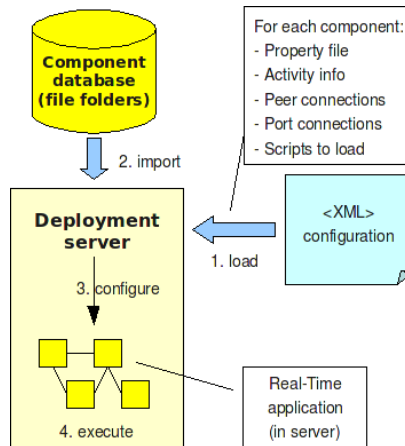 Component
database
(file folders)
For each component:
- Property file
- Activity info
- Peer connections
- Port connections
- Scripts to load
2. import
Deployment
server
<XML>
configuration
1. load
3. configure
Real-Time
application
(in server)
4. execute